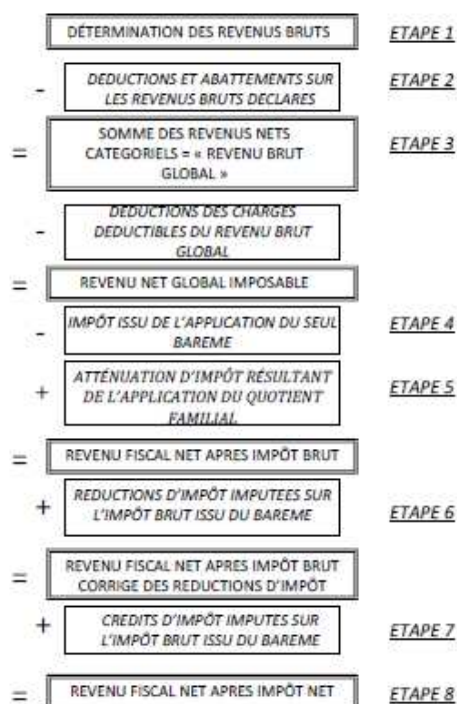 DÉTERMINATION DES REVENUS BRUTS ETAPE 1
- DEDUCTIONS ET ABATTEMENTS SUR ETAPE 2
LES REVENUS BRUTS DECLARES
SOMME DES REVENUS NETS
= CATEGORIELS = « REVENU BRUT ETAPE 3
GLOBAL »
DEDUCTIONS DES CHARGES
- DEDUCTIBLES DU REVENU BRUT
GLOBAL
= REVENU NET GLOBAL IMPOSABLE
- IMPÔT ISSU DE L'APPLICATION DU SEUL ETAPE 4
BAREME
ATTÉNUATION D'IMPÔT RÉSULTANT
+ DE L'APPLICATION DU QUOTIENT ETAPE 5
FAMILIAL
= REVENU FISCAL NET APRES IMPÔT BRUT
+ REDUCTIONS D'IMPÔT IMPUTEES SUR
L'IMPÔT BRUT ISSU DU BAREME ETAPE 6
= REVENU FISCAL NET APRES IMPÔT BRUT
CORRIGE DES REDUCTIONS D'IMPÔT
+ CREDITS D'IMPÔT IMPUTES SUR
L'IMPÔT BRUT ISSU DU BAREME ETAPE 7
= REVENU FISCAL NET APRES IMPÔT NET ETAPE 8